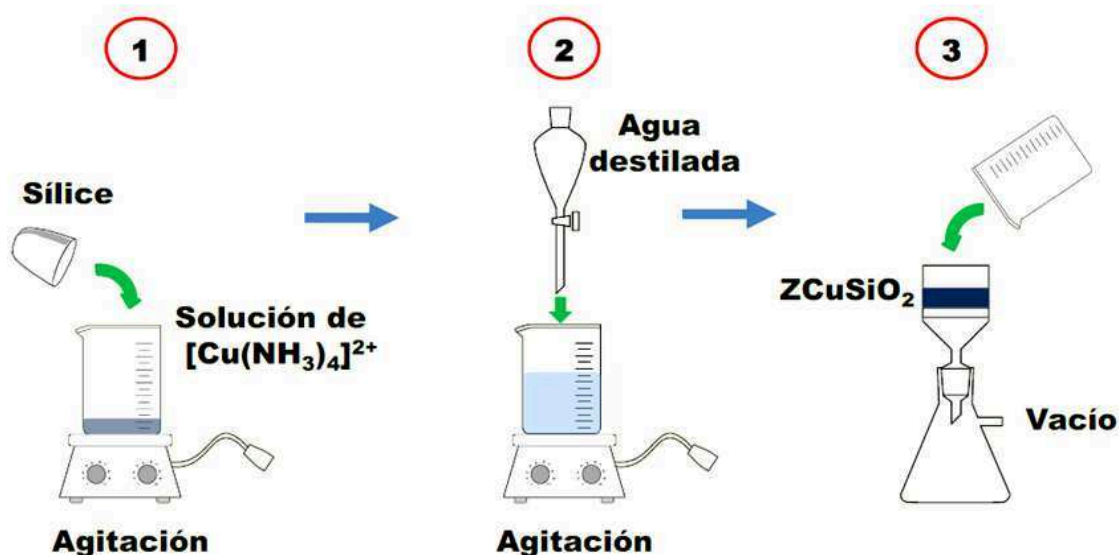 1
2
3
Sílice
Solución de
[Cu(NH₃)₄]²⁺
Agitación
Agua
destilada
Agitación
ZCuSiO₂
Vacío